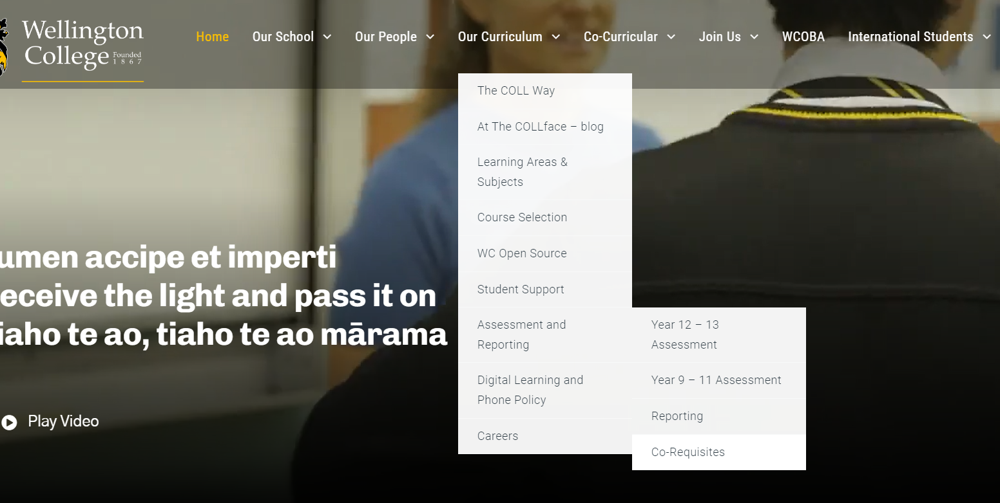 Wellington
College Founded
1867
Home Our School Our People Our Curriculum Co-Curricular Join Us WCOBA International Students
The COLL Way
At The COLLface – blog
Learning Areas &
Subjects
Course Selection
WC Open Source
Student Support
Assessment and
Reporting
Digital Learning and
Phone Policy
Careers
Year 12 – 13
Assessment
Year 9 – 11 Assessment
Reporting
Co-Requisites
umen accipe et imperti
eceive the light and pass it on
iaho te ao, tiaho te ao mārama
Play Video